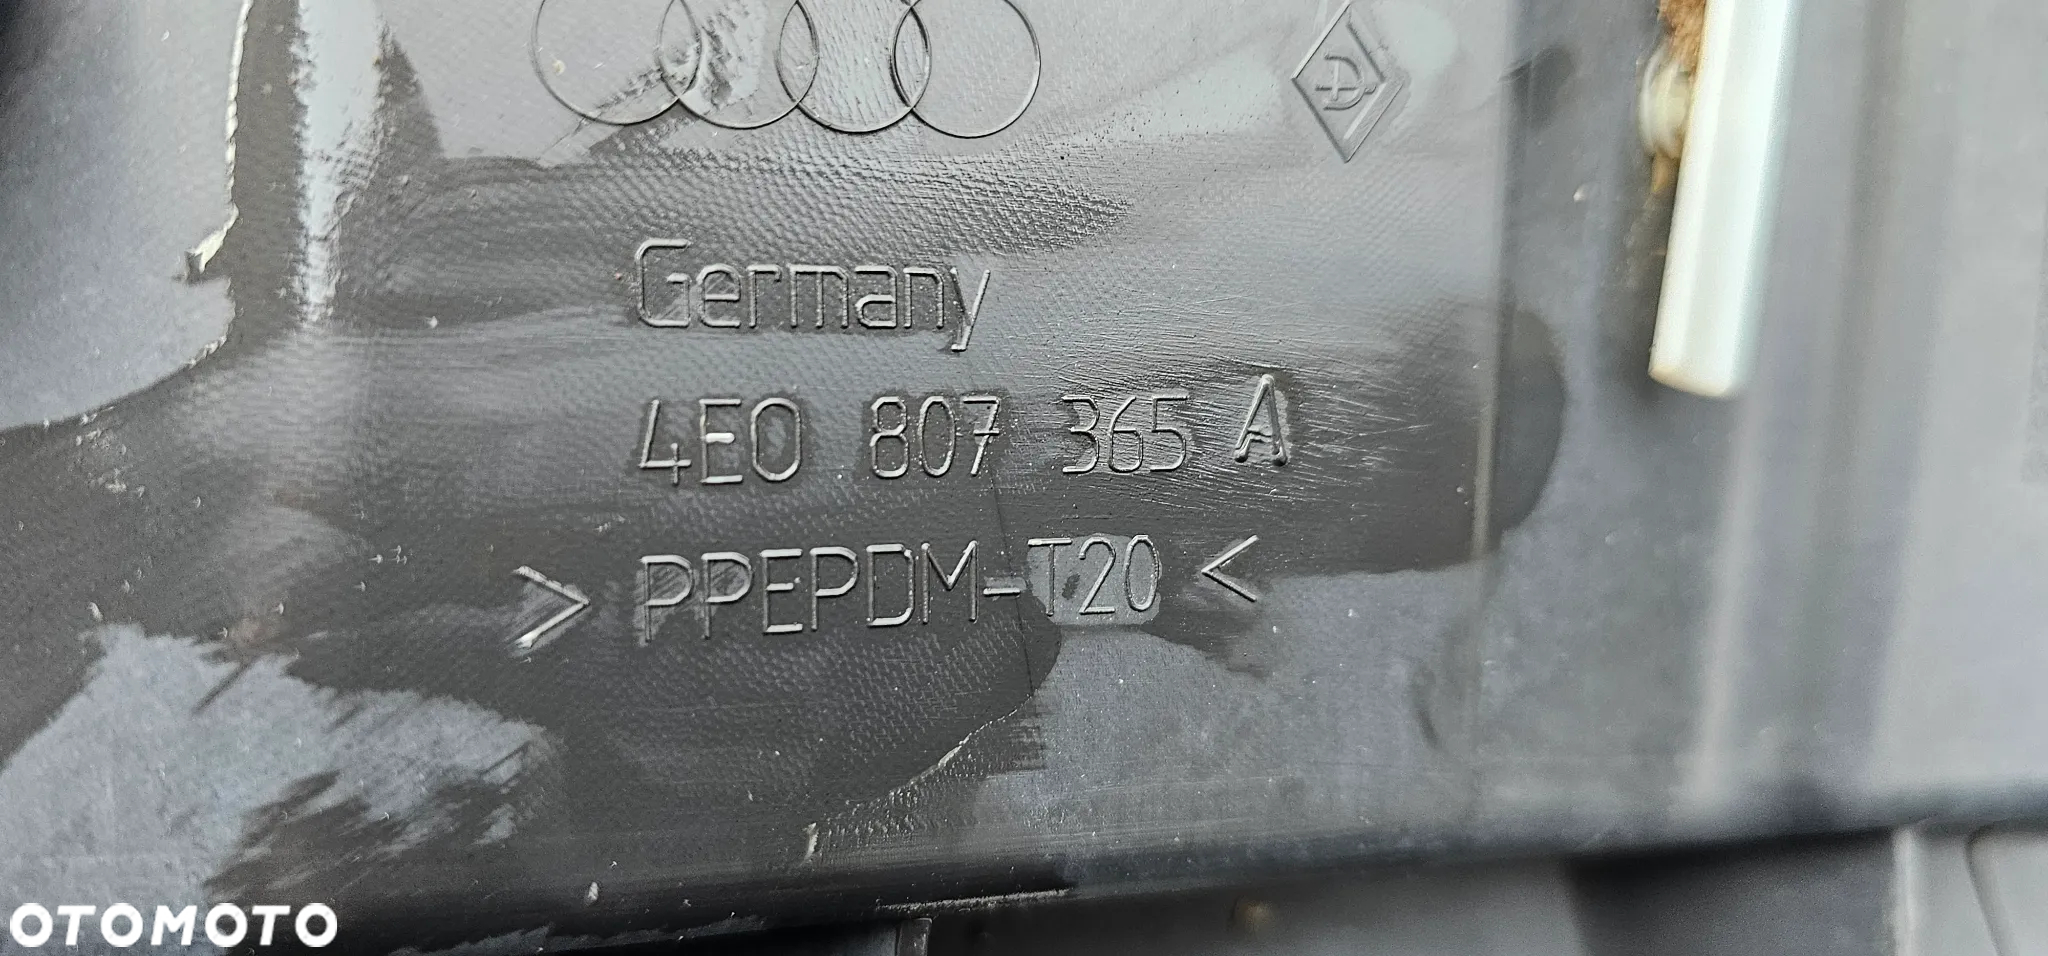 Germany
4E0 807 365 A
> PPEPDM-T20 <
OTOMOTO